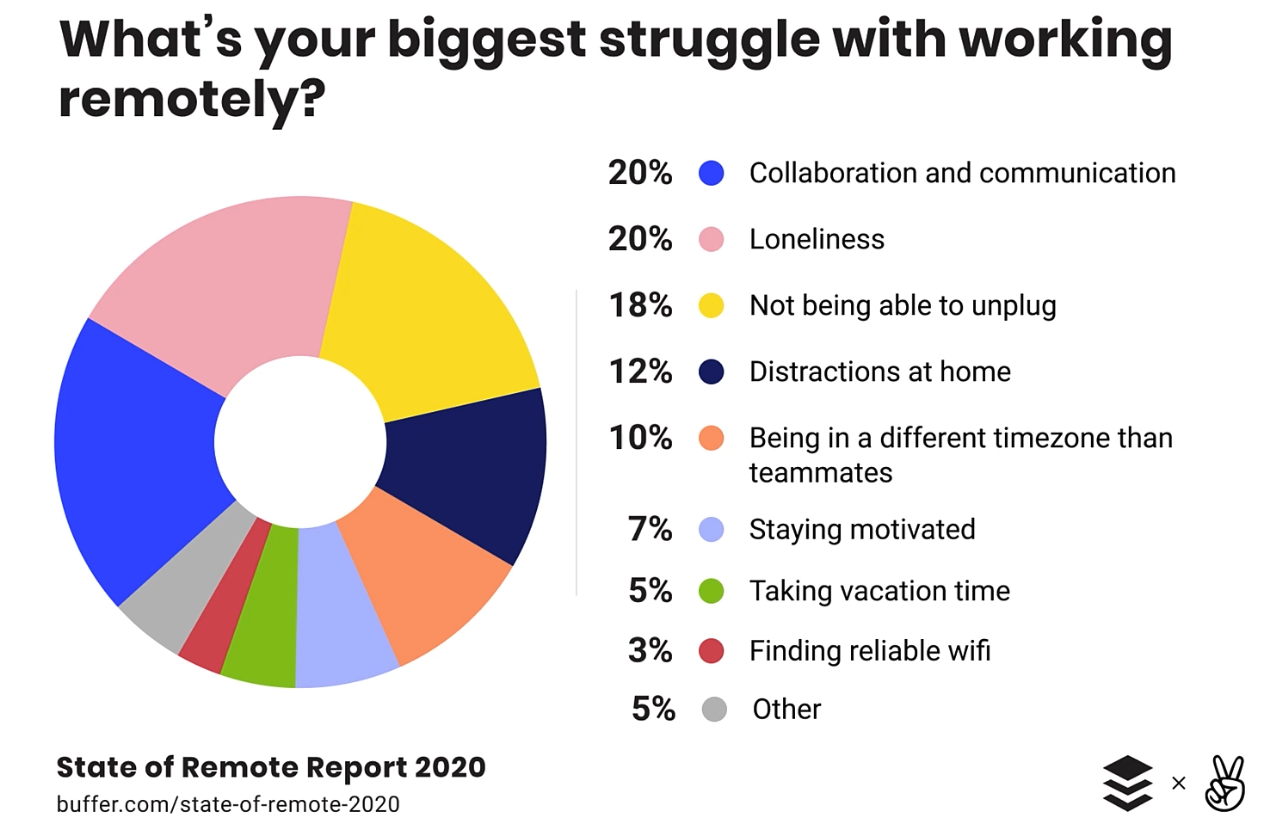 What’s your biggest struggle with working
remotely?
20% Collaboration and communication
20% Loneliness
18% Not being able to unplug
12% Distractions at home
10% Being in a different timezone than
teammates
7% Staying motivated
5% Taking vacation time
3% Finding reliable wifi
5% Other
State of Remote Report 2020
buffer.com/state-of-remote-2020
×